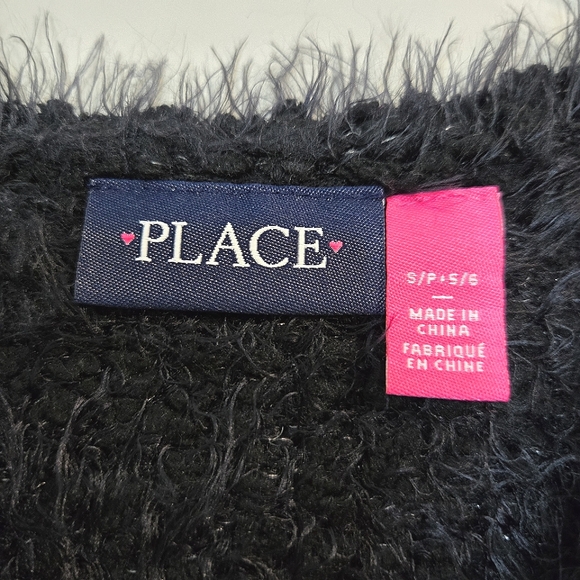 PLACE
S/P • 5/6
MADE IN
CHINA
FABRIQUÉ
EN CHINE